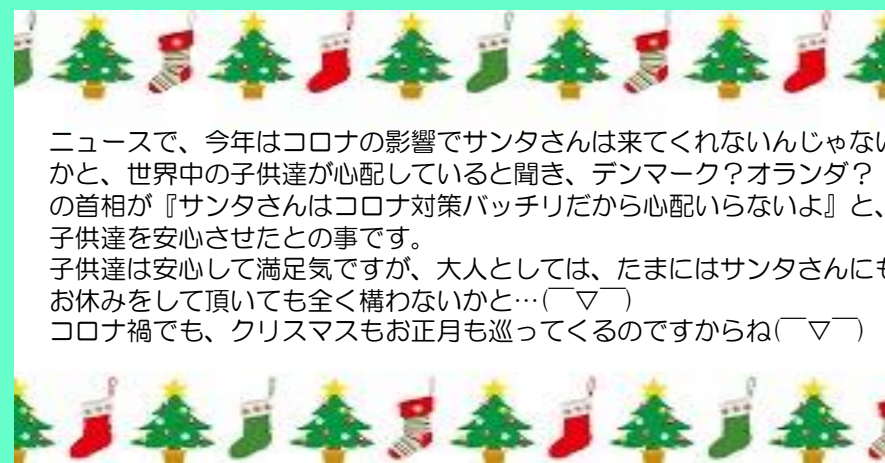 ニュースで、今年はコロナの影響でサンタさんは来てくれないんじゃない
かと、世界中の子供達が心配していると聞き、デンマーク？オランダ？
の首相が『サンタさんはコロナ対策バッチリだから心配いらないよ』と、
子供達を安心させたとの事です。
子供達は安心して満足気ですが、大人としては、たまにはサンタさんにも
お休みをして頂いても全く構わないかと…(￣▽￣)
コロナ禍でも、クリスマスもお正月も巡ってくるのですからね(￣▽￣)